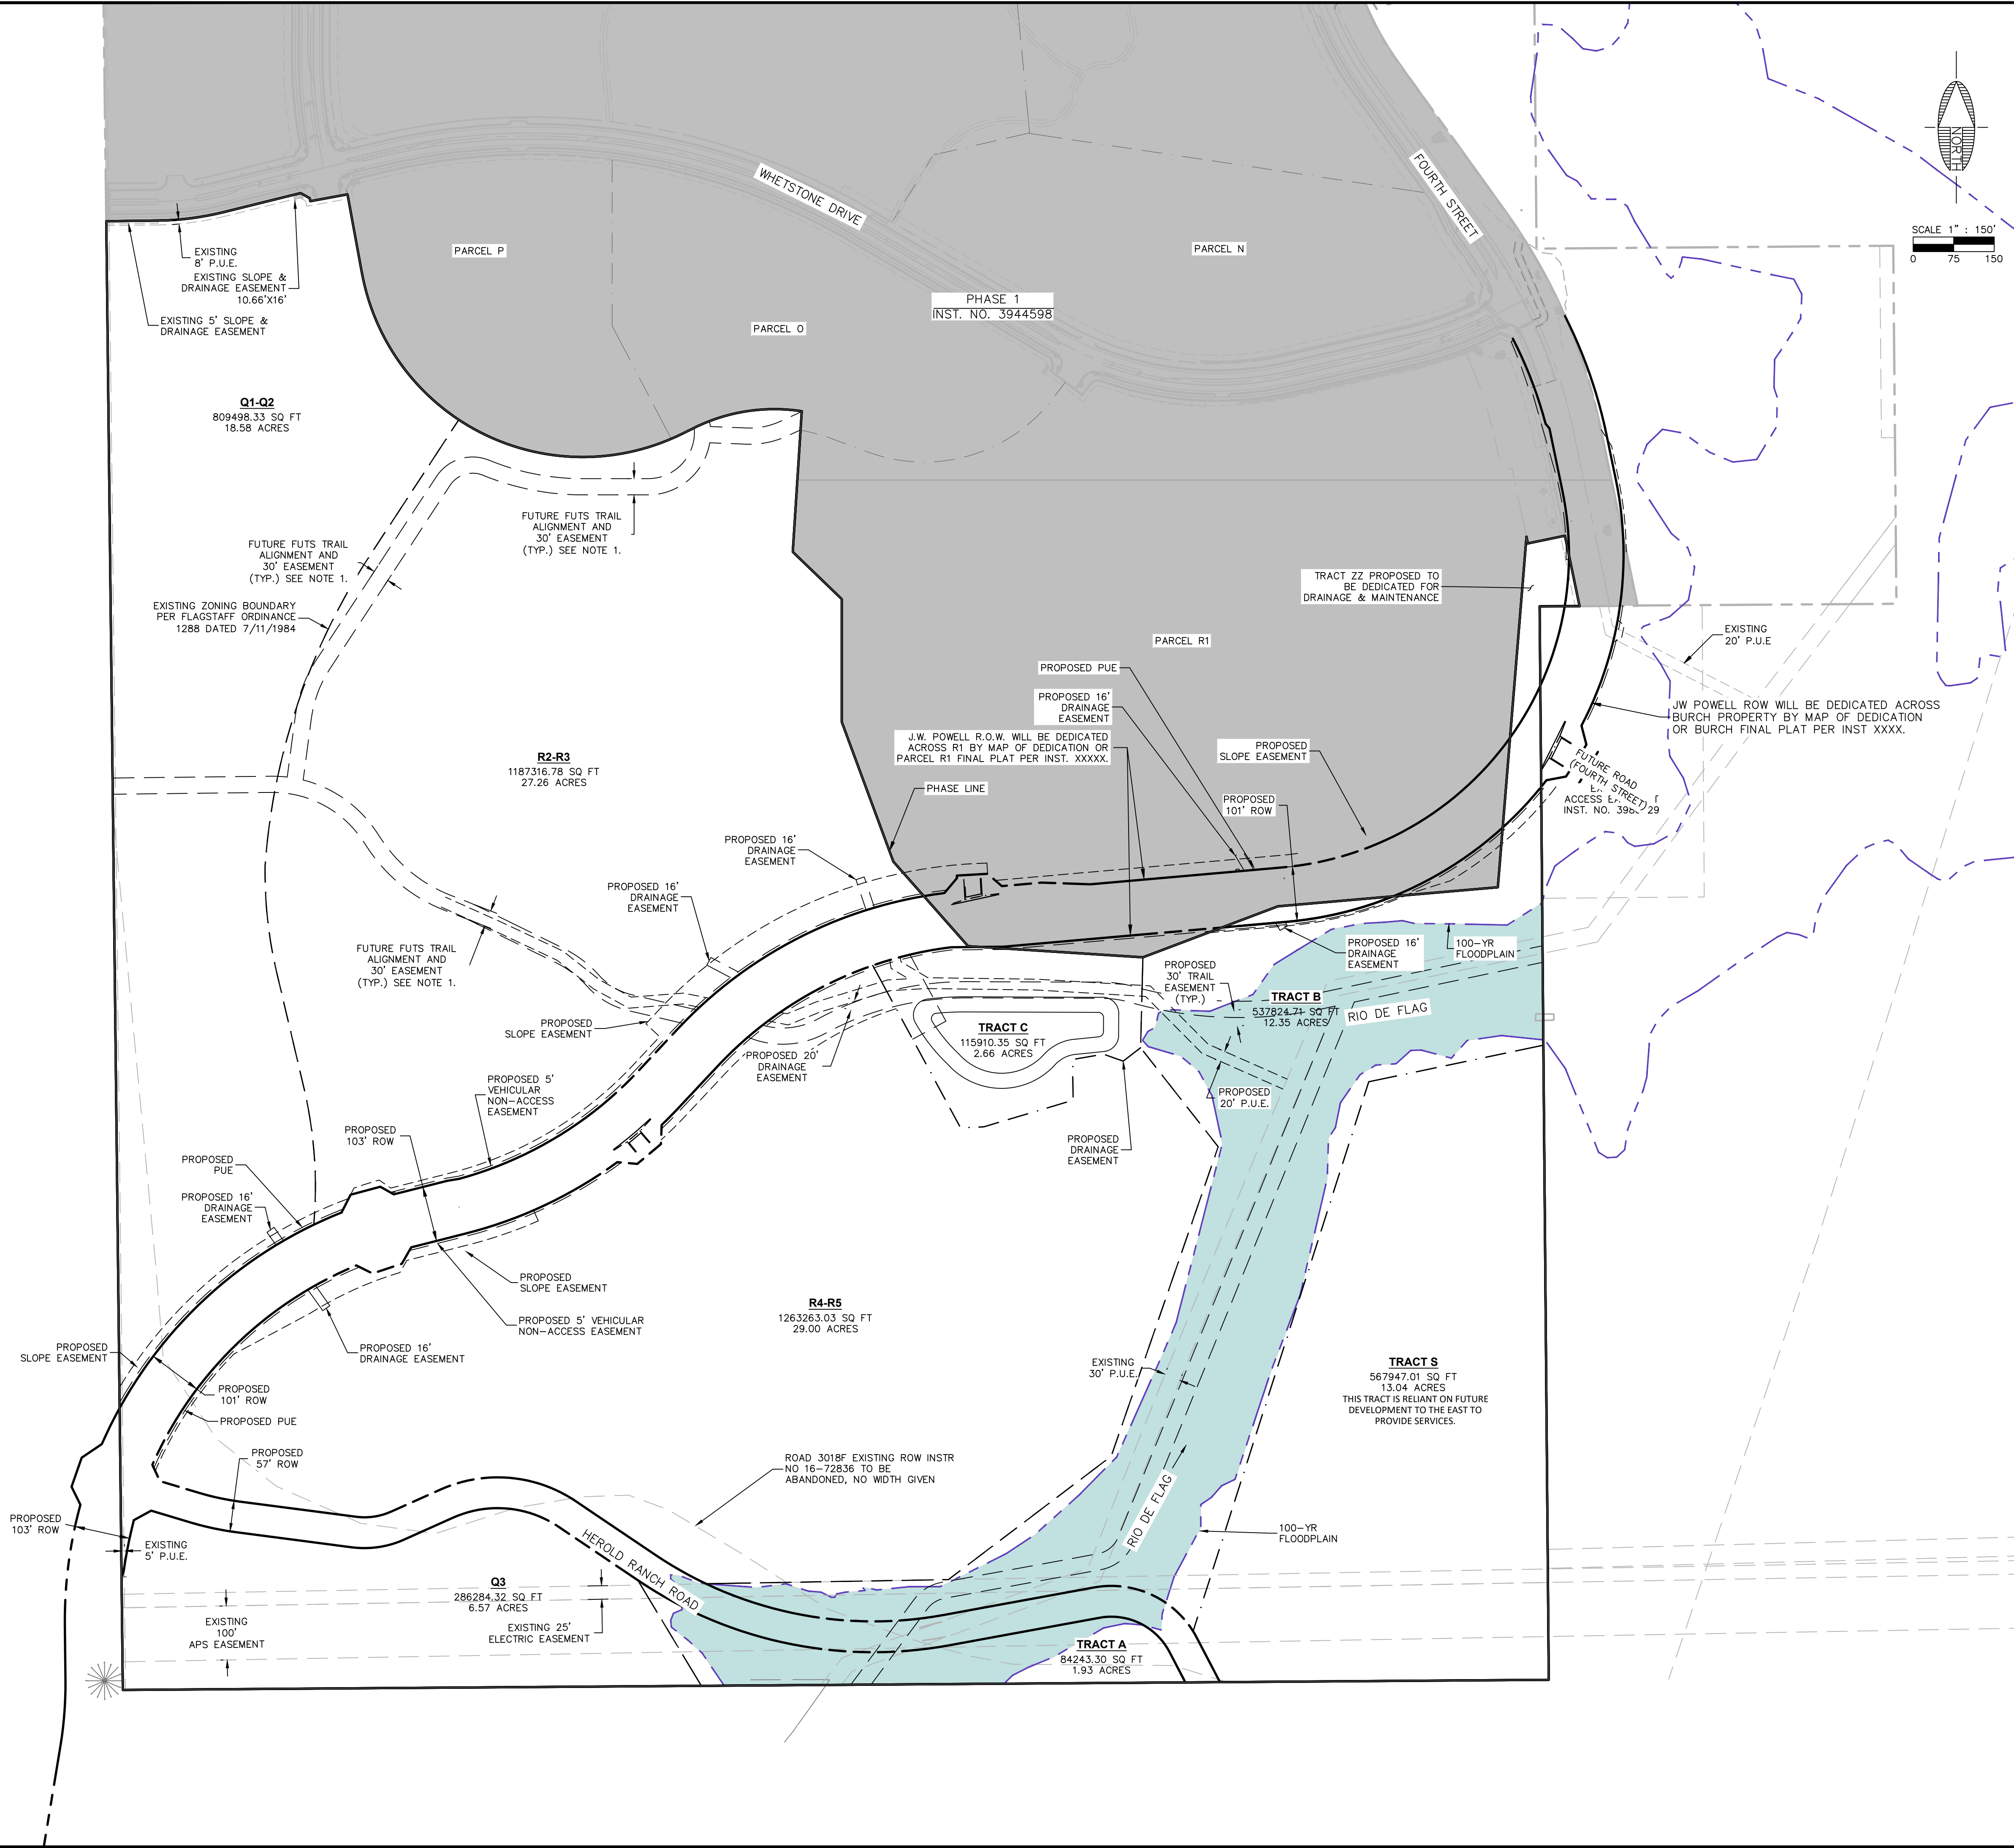 NORTH
SCALE 1" : 150'
0 75 150
WHETSTONE DRIVE
FOURTH STREET
EXISTING
8' P.U.E.
EXISTING SLOPE &
DRAINAGE EASEMENT
10.66'X16'
EXISTING 5' SLOPE &
DRAINAGE EASEMENT
PARCEL P
PARCEL N
PHASE 1
INST. NO. 3944598
PARCEL O
Q1-Q2
809498.33 SQ FT
18.58 ACRES
FUTURE FUTS TRAIL
ALIGNMENT AND
30' EASEMENT
(TYP.) SEE NOTE 1.
FUTURE FUTS TRAIL
ALIGNMENT AND
30' EASEMENT
(TYP.) SEE NOTE 1.
EXISTING ZONING BOUNDARY
PER FLAGSTAFF ORDINANCE
1288 DATED 7/11/1984
TRACT ZZ PROPOSED TO
BE DEDICATED FOR
DRAINAGE & MAINTENANCE
PARCEL R1
EXISTING
20' P.U.E
PROPOSED PUE
PROPOSED 16'
DRAINAGE
EASEMENT
JW POWELL ROW WILL BE DEDICATED ACROSS
BURCH PROPERTY BY MAP OF DEDICATION
OR BURCH FINAL PLAT PER INST XXXX.
J.W. POWELL R.O.W. WILL BE DEDICATED
ACROSS R1 BY MAP OF DEDICATION OR
PARCEL R1 FINAL PLAT PER INST. XXXXX.
PROPOSED
SLOPE EASEMENT
R2-R3
1187316.78 SQ FT
27.26 ACRES
PHASE LINE
PROPOSED
101' ROW
FUTURE ROAD
(FOURTH STREET)
ACCESS
INST. NO.
PROPOSED 16'
DRAINAGE
EASEMENT
PROPOSED 16'
DRAINAGE
EASEMENT
FUTURE FUTS TRAIL
ALIGNMENT AND
30' EASEMENT
(TYP.) SEE NOTE 1.
PROPOSED 16'
DRAINAGE
EASEMENT
100-YR
FLOODPLAIN
PROPOSED
30' TRAIL
EASEMENT
(TYP.)
TRACT B
537824.71 SQ FT
12.35 ACRES
RIO DE FLAG
PROPOSED
SLOPE EASEMENT
TRACT C
115910.35 SQ FT
2.66 ACRES
PROPOSED 20'
DRAINAGE
EASEMENT
PROPOSED 5'
VEHICULAR
NON-ACCESS
EASEMENT
PROPOSED
20' P.U.E.
PROPOSED
103' ROW
PROPOSED
DRAINAGE
EASEMENT
PROPOSED
PUE
PROPOSED 16'
DRAINAGE
EASEMENT
PROPOSED
SLOPE EASEMENT
PROPOSED 5' VEHICULAR
NON-ACCESS EASEMENT
R4-R5
1263263.03 SQ FT
29.00 ACRES
PROPOSED
SLOPE EASEMENT
PROPOSED 16'
DRAINAGE EASEMENT
EXISTING
30' P.U.E.
TRACT S
567947.01 SQ FT
13.04 ACRES
THIS TRACT IS RELIANT ON FUTURE
DEVELOPMENT TO THE EAST TO
PROVIDE SERVICES.
PROPOSED
101' ROW
PROPOSED PUE
PROPOSED
57' ROW
ROAD 3018F EXISTING ROW INSTR
NO 16-72836 TO BE
ABANDONED, NO WIDTH GIVEN
RIO DE FLAG
PROPOSED
103' ROW
EXISTING
5' P.U.E.
100-YR
FLOODPLAIN
HEROLD RANCH ROAD
Q3
286284.32 SQ FT
6.57 ACRES
EXISTING
100'
APS EASEMENT
EXISTING 25'
ELECTRIC EASEMENT
TRACT A
84243.30 SQ FT
1.93 ACRES